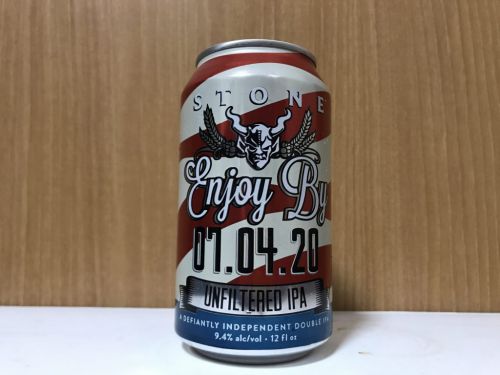 STONE
Enjoy By
07.04.20
UNFILTERED IPA
A DEFIANTLY INDEPENDENT DOUBLE IPA
9.4% alc/vol • 12 fl oz